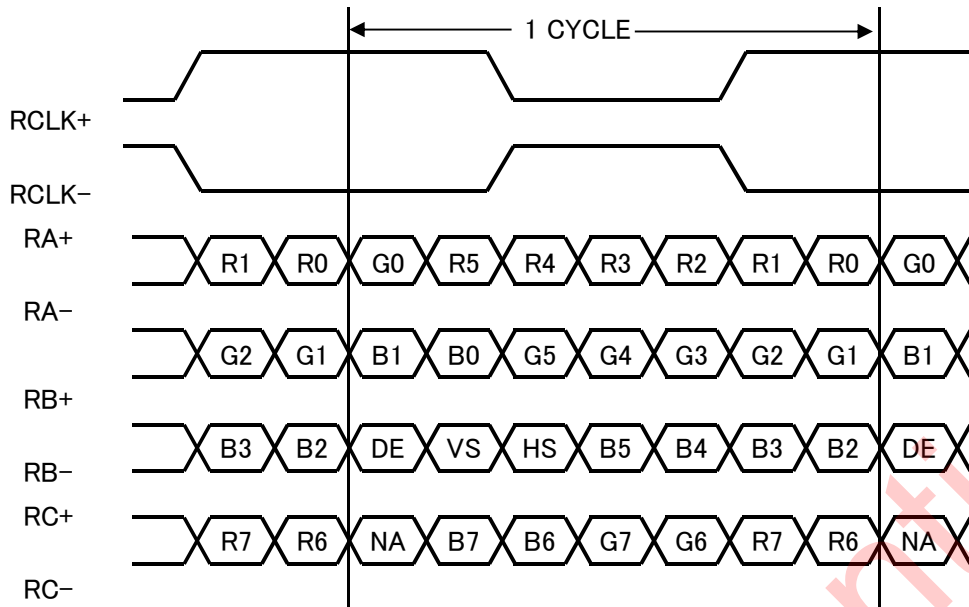 1 CYCLE
RCLK+
RCLK-
RA+
R1 R0 G0 R5 R4 R3 R2 R1 R0 G0
RA-
G2 G1 B1 B0 G5 G4 G3 G2 G1 B1
RB+
B3 B2 DE VS HS B5 B4 B3 B2 DE
RB-
RC+
R7 R6 NA B7 B6 G7 G6 R7 R6 NA
RC-